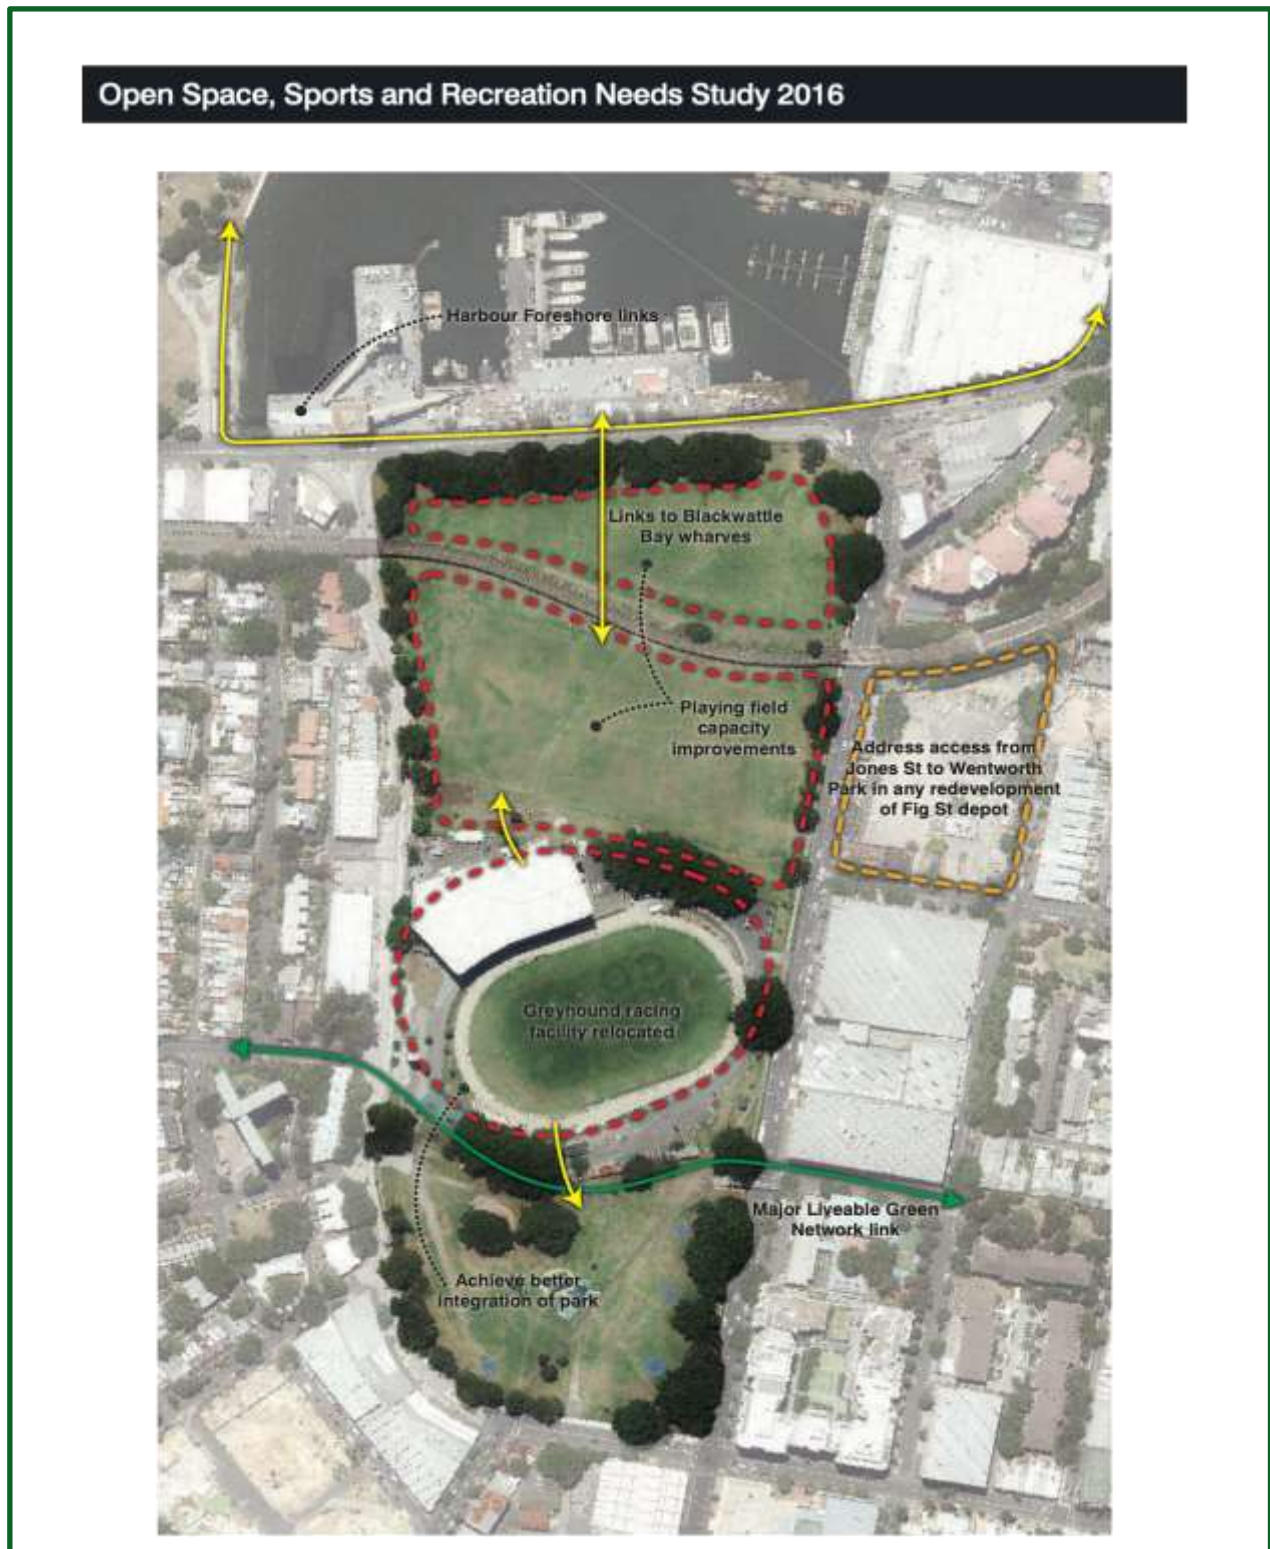 Open Space, Sports and Recreation Needs Study 2016
Harbour Foreshore links
Links to Blackwattle
Bay wharves
Playing field
capacity
improvements
Address access from
Jones St to Wentworth
Park in any redevelopment
of Fig St depot
Greyhound racing
facility relocated
Major Liveable Green
Network link
Achieve better
integration of park